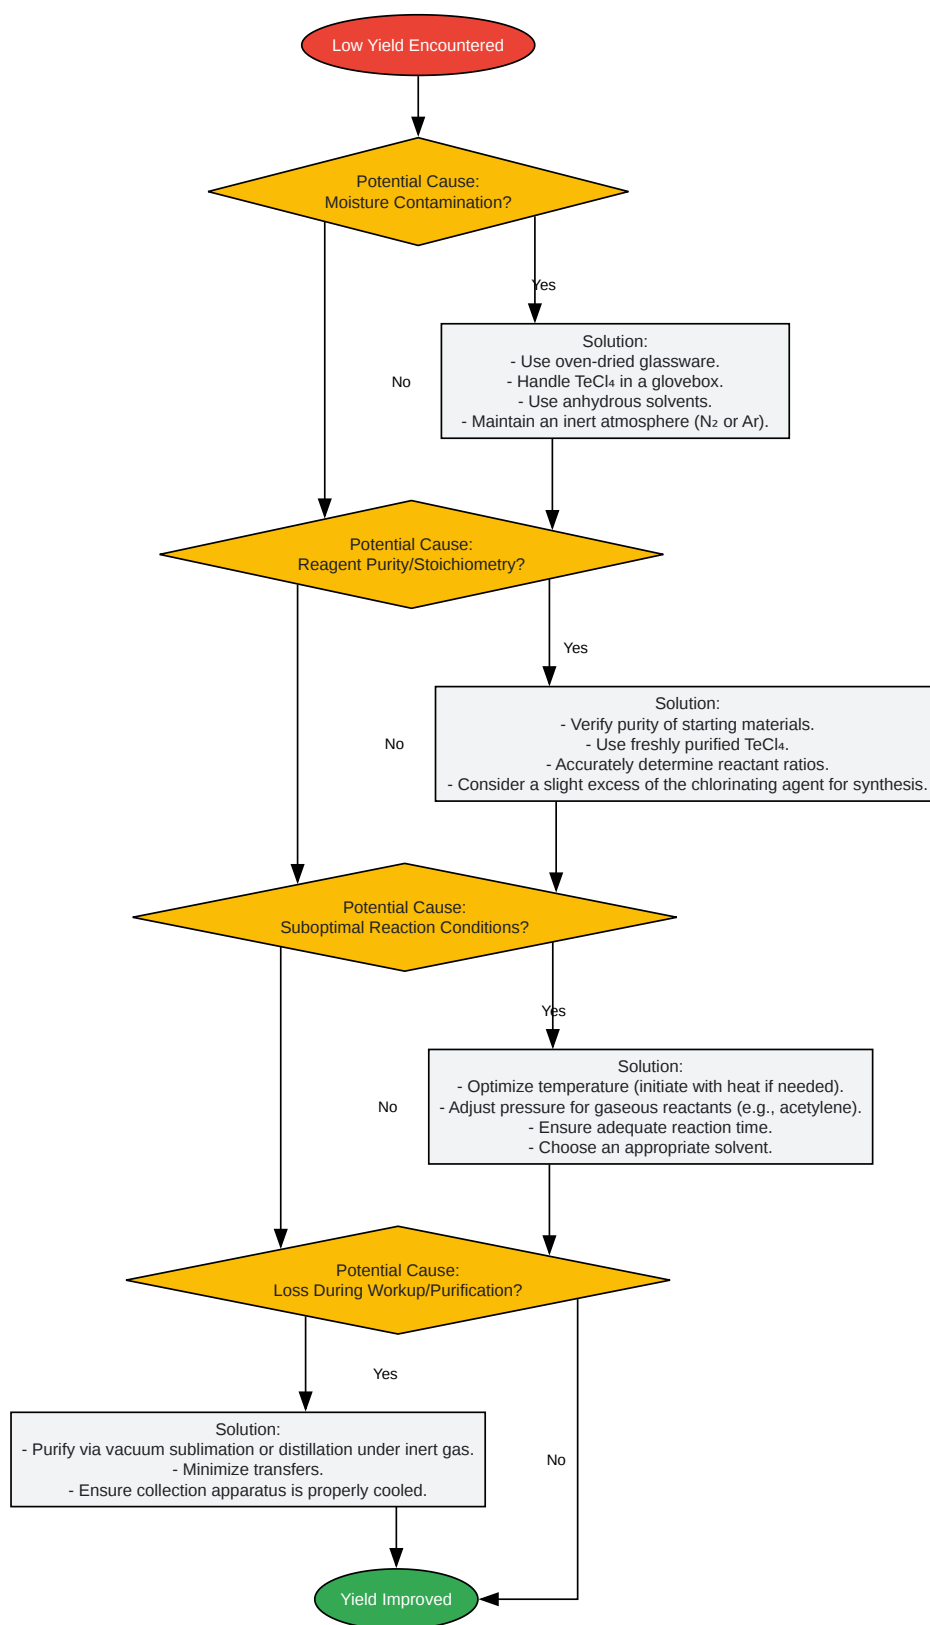 Low Yield Encountered
Potential Cause:
Moisture Contamination?
Yes
Solution:
- Use oven-dried glassware.
- Handle TeCl₄ in a glovebox.
- Use anhydrous solvents.
- Maintain an inert atmosphere (N₂ or Ar).
No
Potential Cause:
Reagent Purity/Stoichiometry?
Yes
Solution:
- Verify purity of starting materials.
- Use freshly purified TeCl₄.
- Accurately determine reactant ratios.
- Consider a slight excess of the chlorinating agent for synthesis.
No
Potential Cause:
Suboptimal Reaction Conditions?
Yes
Solution:
- Optimize temperature (initiate with heat if needed).
- Adjust pressure for gaseous reactants (e.g., acetylene).
- Ensure adequate reaction time.
- Choose an appropriate solvent.
No
Potential Cause:
Loss During Workup/Purification?
Yes
Solution:
- Purify via vacuum sublimation or distillation under inert gas.
- Minimize transfers.
- Ensure collection apparatus is properly cooled.
No
Yield Improved